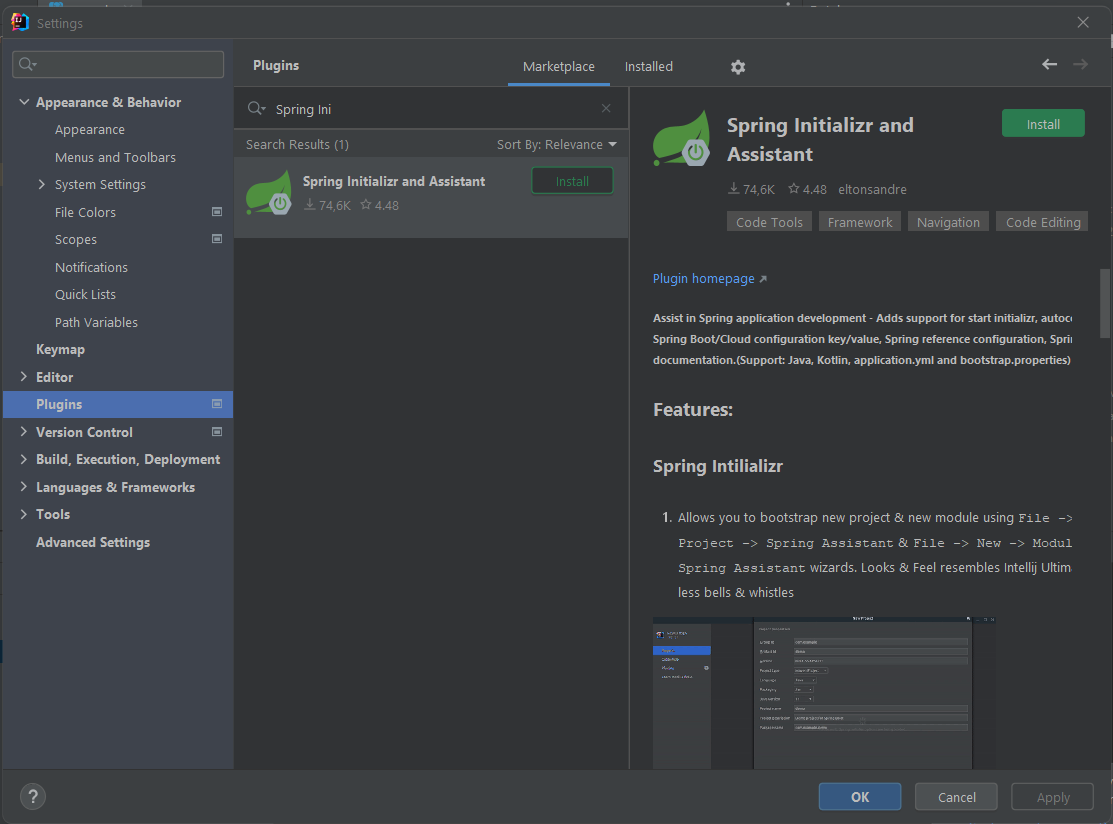 Settings
Plugins
Marketplace
Installed
Appearance & Behavior
Appearance
Menus and Toolbars
System Settings
File Colors
Scopes
Notifications
Quick Lists
Path Variables
Keymap
Editor
Plugins
Version Control
Build, Execution, Deployment
Languages & Frameworks
Tools
Advanced Settings
Spring Ini
Search Results (1)
Sort By: Relevance
Spring Initializr and Assistant
Install
74,6K
4.48
Spring Initializr and
Assistant
Install
74,6K
4.48
eltonsandre
Code Tools
Framework
Navigation
Code Editing
Plugin homepage
Assist in Spring application development - Adds support for start initializr,
Spring Boot/Cloud configuration key/value, Spring reference configuration,
documentation.(Support: Java, Kotlin, application.yml and bootstrap.properties)
Features:
Spring Intilializr
1. Allows you to bootstrap new project & new module using File ->
Project -> Spring Assistant & File -> New -> Modul
Spring Assistant wizards. Looks & Feel resembles Intellij Ultim
less bells & whistles
?
OK
Cancel
Apply